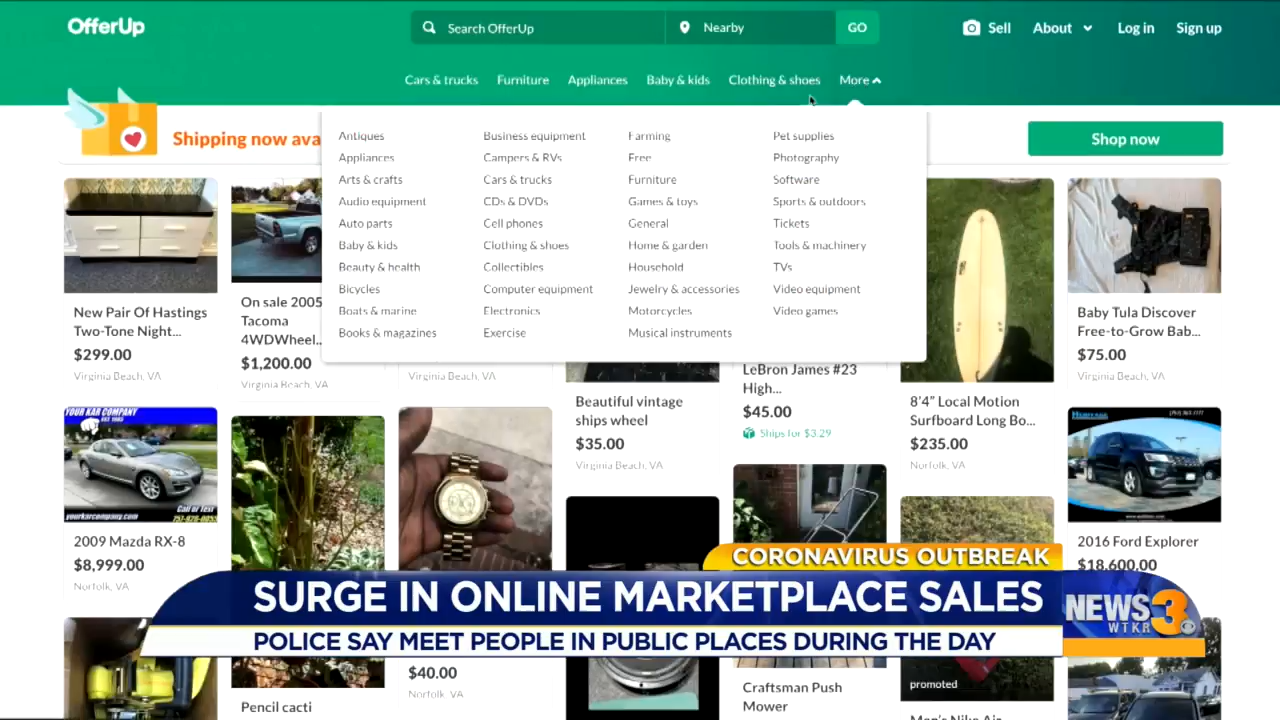 OfferUp
Search OfferUp
Nearby
GO
Sell
About
Log in
Sign up
Cars & trucks
Furniture
Appliances
Baby & kids
Clothing & shoes
More
Shipping now ava
Shop now
Antiques
Appliances
Arts & crafts
Audio equipment
Auto parts
Baby & kids
Beauty & health
Bicycles
Boats & marine
Books & magazines
Business equipment
Campers & RVs
Cars & trucks
CDs & DVDs
Cell phones
Clothing & shoes
Collectibles
Computer equipment
Electronics
Exercise
Farming
Free
Furniture
Games & toys
General
Home & garden
Household
Jewelry & accessories
Motorcycles
Musical instruments
Pet supplies
Photography
Software
Sports & outdoors
Tickets
Tools & machinery
TVs
Video equipment
Video games
New Pair Of Hastings
Two-Tone Night...
$299.00
Virginia Beach, VA
On sale 2005
Tacoma
4WDWheel..
$1,200.00
Virginia Beach, VA
Virginia Beach, VA
Beautiful vintage
ships wheel
$35.00
Virginia Beach, VA
LeBron James #23
High...
$45.00
Ships for $3.29
8'4" Local Motion
Surfboard Long Bo...
$235.00
Norfolk, VA
Baby Tula Discover
Free-to-Grow Bab...
$75.00
Virginia Beach, VA
YOUR KAR COMPANY
Call or Text
yourkarcompany.com
2009 Mazda RX-8
$8,999.00
Norfolk, VA
2016 Ford Explorer
$18,600.00
CORONAVIRUS OUTBREAK
SURGE IN ONLINE MARKETPLACE SALES
POLICE SAY MEET PEOPLE IN PUBLIC PLACES DURING THE DAY
NEWS 3
WTKR
$40.00
Norfolk, VA
Pencil cacti
Craftsman Push
Mower
promoted
Men's Nike Air